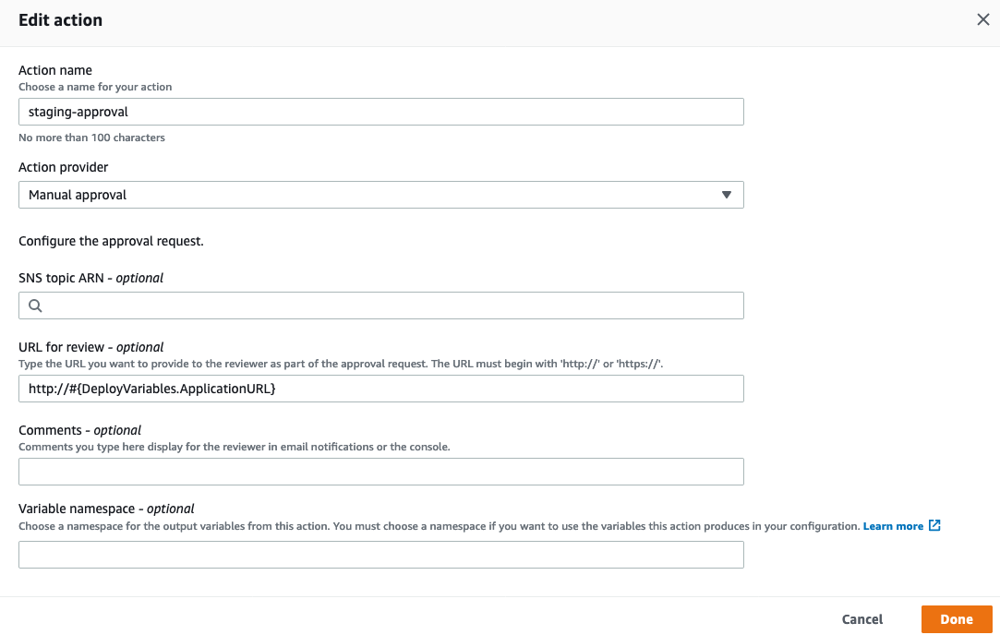 Edit action
Action name
Choose a name for your action
staging-approval
No more than 100 characters
Action provider
Manual approval
Configure the approval request.
SNS topic ARN - optional
URL for review - optional
Type the URL you want to provide to the reviewer as part of the approval request. The URL must begin with 'http://' or 'https://'.
http://#{DeployVariables.ApplicationURL}
Comments - optional
Comments you type here display for the reviewer in email notifications or the console.
Variable namespace - optional
Choose a namespace for the output variables from this action. You must choose a namespace if you want to use the variables this action produces in your configuration. Learn more
Cancel Done